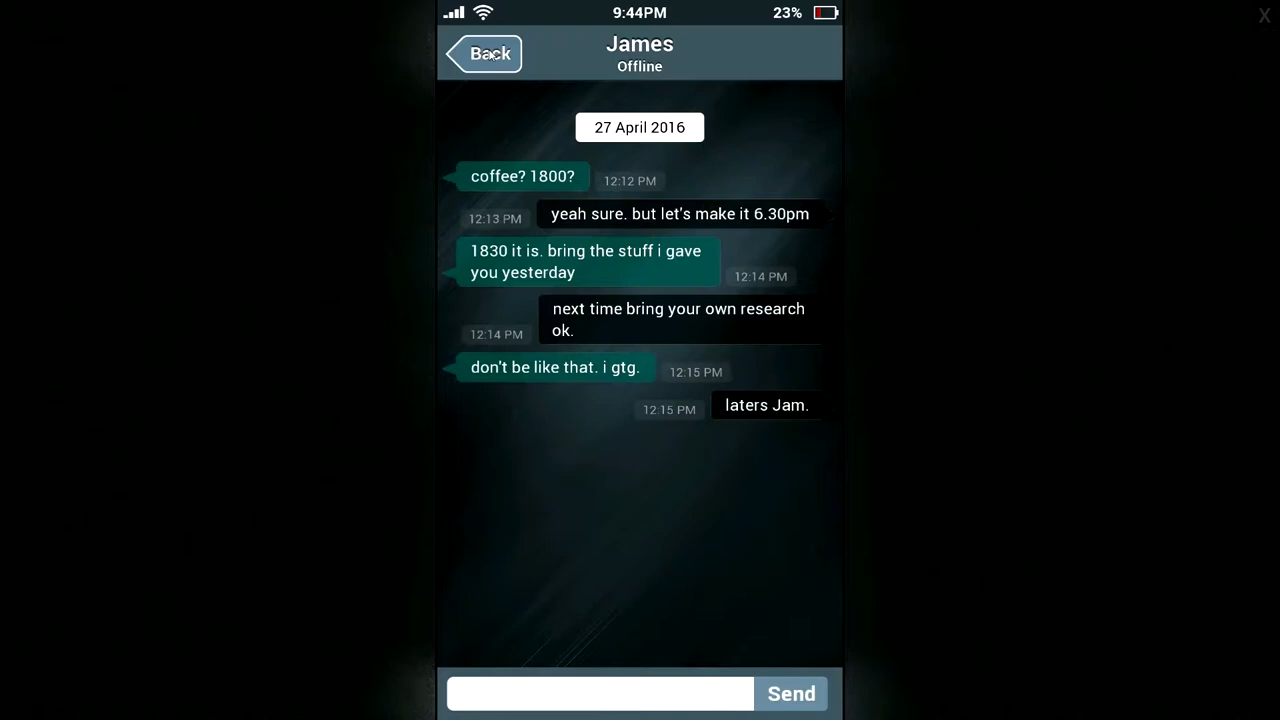 9:44PM 23%
X
Back
James
Offline
27 April 2016
coffee? 1800?
12:12 PM
yeah sure. but let's make it 6.30pm
12:13 PM
1830 it is. bring the stuff i gave
you yesterday
12:14 PM
next time bring your own research
ok.
12:14 PM
don't be like that. i gtg.
12:15 PM
laters Jam.
12:15 PM
Send